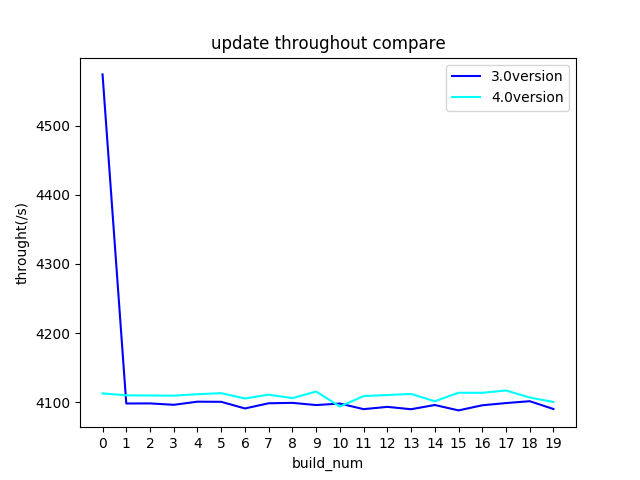 update throughout compare
3.0version
4.0version
throught(/s)
4500
4400
4300
4200
4100
0 1 2 3 4 5 6 7 8 9 10 11 12 13 14 15 16 17 18 19
build_num